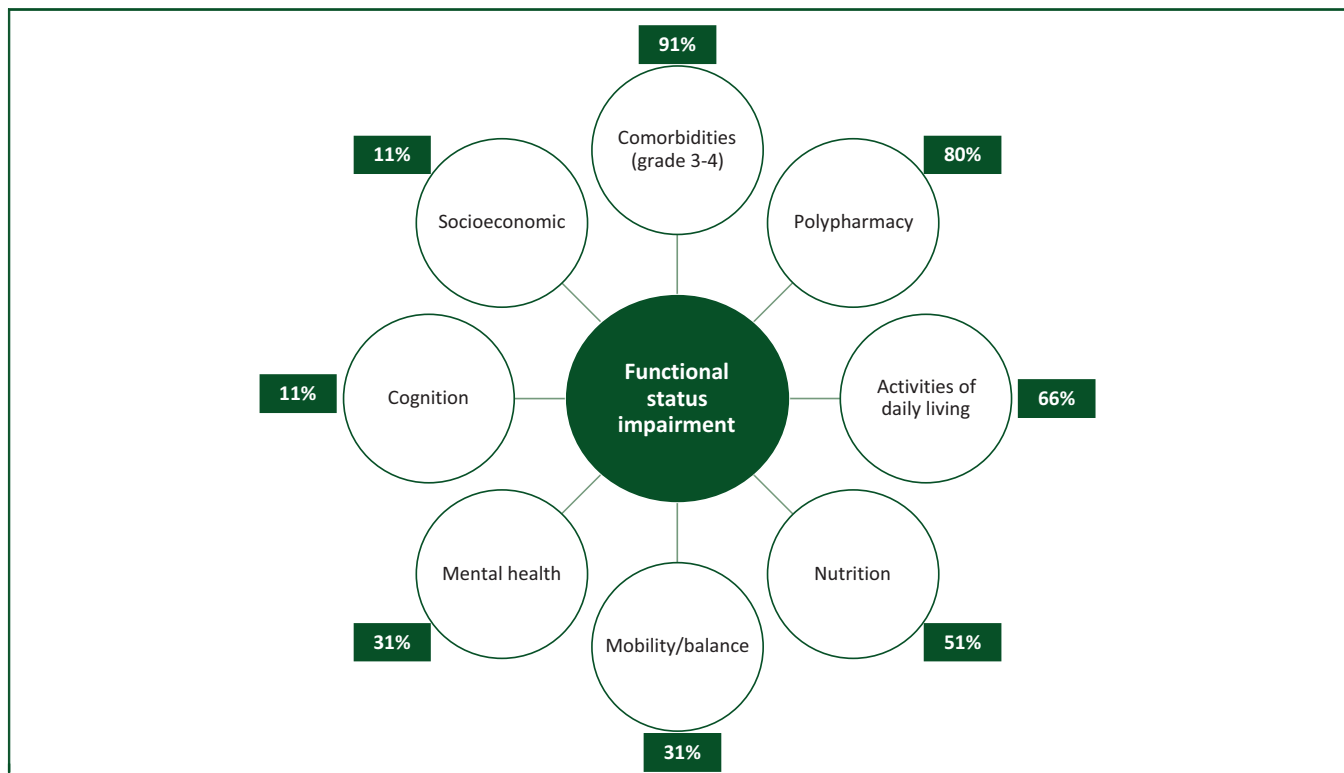 91%
Comorbidities
(grade 3-4)
11%
Socioeconomic
80%
Polypharmacy
11%
Cognition
Functional
status
impairment
Activities of
daily living
66%
Mental health
31%
Nutrition
51%
Mobility/balance
31%